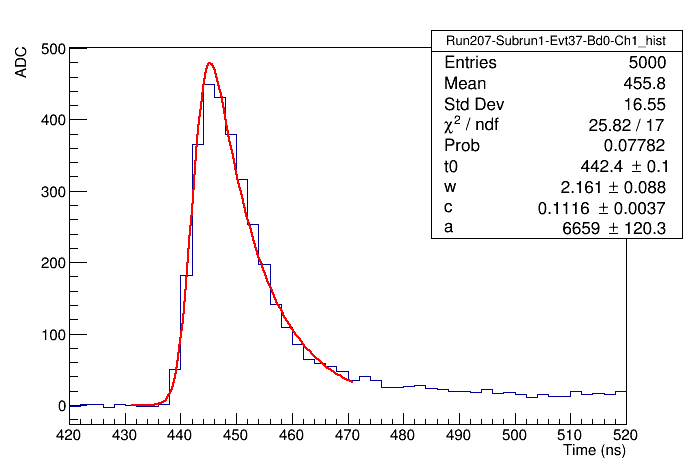 Run207-Subrun1-Evt37-Bd0-Ch1_hist
Entries 5000
Mean 455.8
Std Dev 16.55
χ² / ndf 25.82 / 17
Prob 0.07782
t0 442.4 ± 0.1
w 2.161 ± 0.088
c 0.1116 ± 0.0037
a 6659 ± 120.3
ADC
500
400
300
200
100
0
420 430 440 450 460 470 480 490 500 510 520
Time (ns)